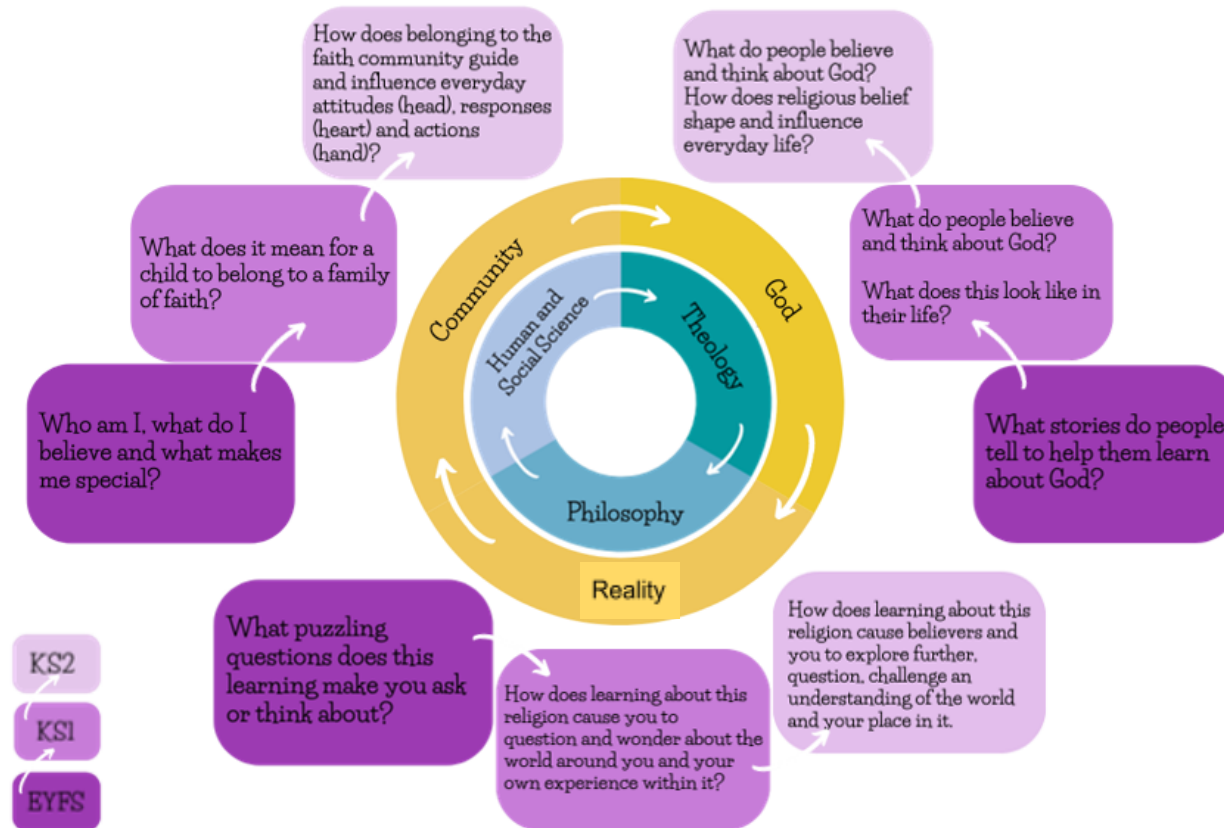 How does belonging to the
faith community guide
and influence everyday
attitudes (head), responses
(heart) and actions
(hand)?
What do people believe
and think about God?
How does religious belief
shape and influence
everyday life?
What does it mean for a
child to belong to a family
of faith?
What do people believe
and think about God?
What does this look like in
their life?
Who am I, what do I
believe and what makes
me special?
What stories do people
tell to help them learn
about God?
Community
God
Human and
Social Science
Theology
Philosophy
Reality
What puzzling
questions does this
learning make you ask
or think about?
How does learning about this
religion cause you to
question and wonder about the
world around you and your
own experience within it?
How does learning about this
religion cause believers and
you to explore further,
question, challenge an
understanding of the world
and your place in it.
KS2
KS1
EYFS